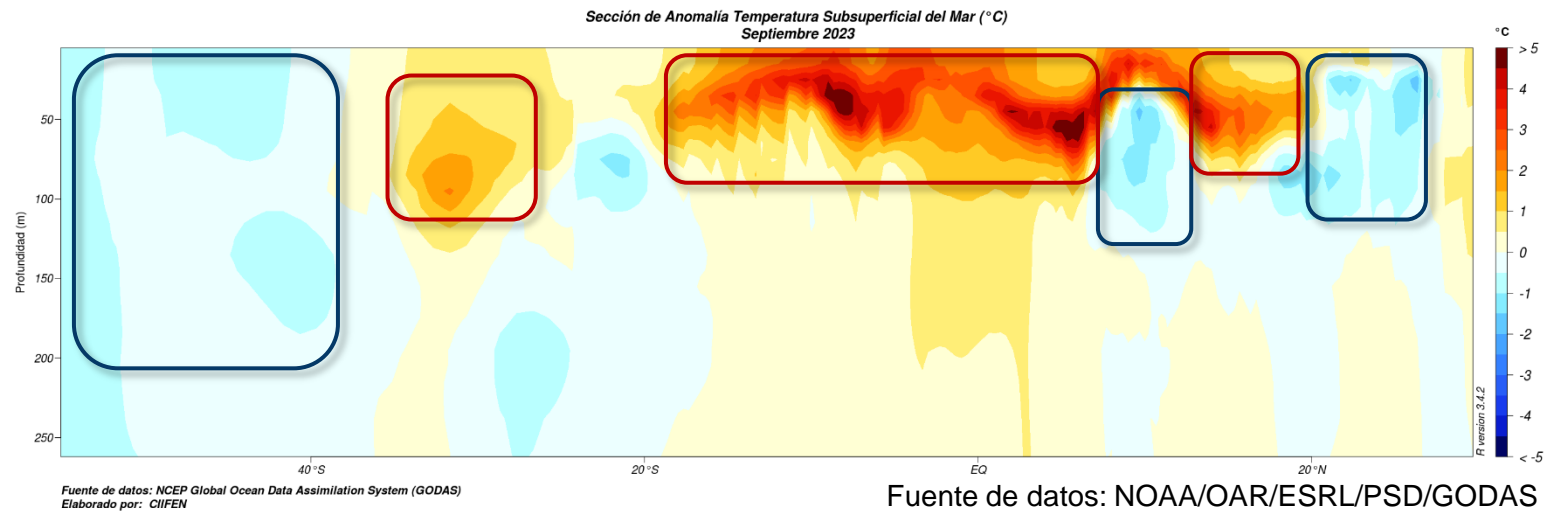 Sección de Anomalía Temperatura Subsuperficial del Mar (°C)
Septiembre 2023
°C
> 5
4
3
2
1
0
-1
-2
-3
-4
< -5
Profundidad (m)
50
100
150
200
250
40°S
20°S
EQ
20°N
R version 3.4.2
Fuente de datos: NCEP Global Ocean Data Assimilation System (GODAS)
Elaborado por: CIIFEN
Fuente de datos: NOAA/OAR/ESRL/PSD/GODAS